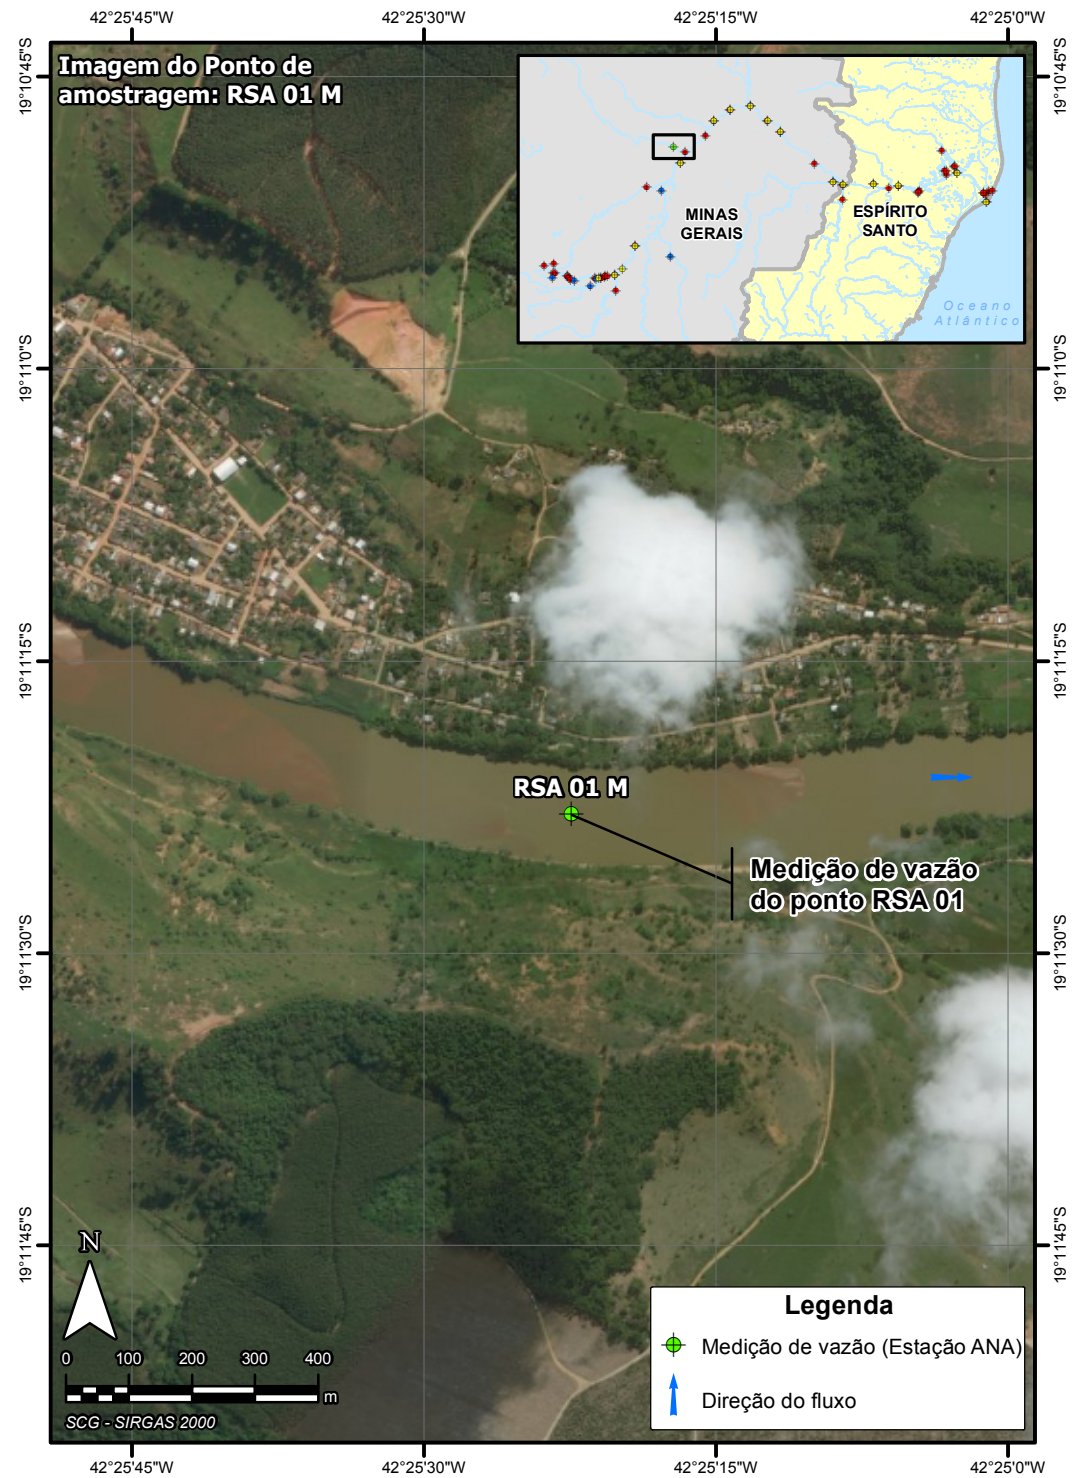 42°25'45"W
42°25'30"W
42°25'15"W
42°25'0"W
Imagem do Ponto de
amostragem: RSA 01 M
19°10'45"S
19°10'45"S
MINAS
GERAIS
ESPÍRITO
SANTO
Oceano
Atlântico
19°11'0"S
19°11'0"S
19°11'15"S
19°11'15"S
RSA 01 M
Medição de vazão
do ponto RSA 01
19°11'30"S
19°11'30"S
19°11'45"S
19°11'45"S
N
0 100 200 300 400
m
SCG - SIRGAS 2000
Legenda
Medição de vazão (Estação ANA)
Direção do fluxo
42°25'45"W
42°25'30"W
42°25'15"W
42°25'0"W